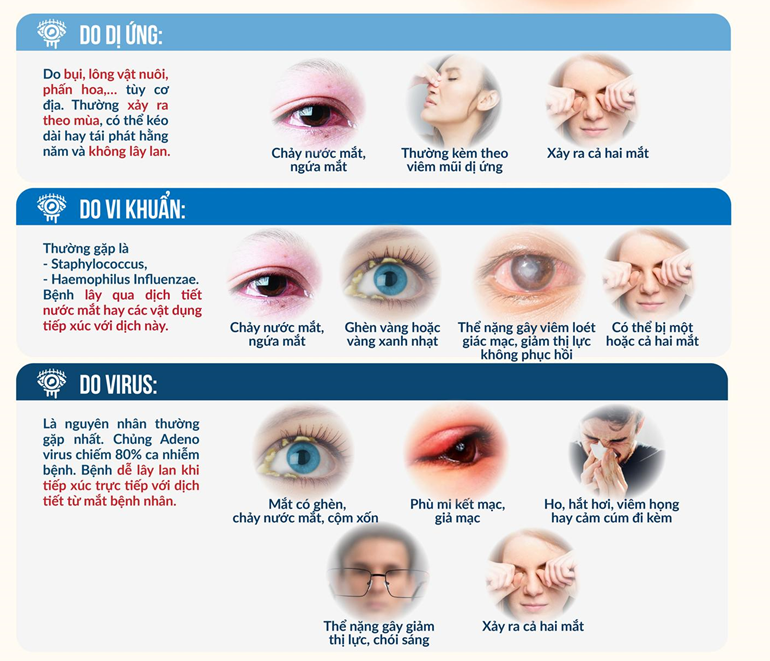 DO DỊ ỨNG:
Do bụi, lông vật nuôi,
phấn hoa,... tùy cơ
địa. Thường xảy ra
theo mùa, có thể kéo
dài hay tái phát hằng
năm và không lây lan.
Chảy nước mắt,
ngứa mắt
Thường kèm theo
viêm mũi dị ứng
Xảy ra cả hai mắt
DO VI KHUẨN:
Thường gặp là
- Staphylococcus,
- Haemophilus Influenzae.
Bệnh lây qua dịch tiết
nước mắt hay các vật dụng
tiếp xúc với dịch này.
Chảy nước mắt,
ngứa mắt
Ghèn vàng hoặc
vàng xanh nhạt
Thể nặng gây viêm loét
giác mạc, giảm thị lực
không phục hồi
Có thể bị một
hoặc cả hai mắt
DO VIRUS:
Là nguyên nhân thường
gặp nhất. Chủng Adeno
virus chiếm 80% ca nhiễm
bệnh. Bệnh dễ lây lan khi
tiếp xúc trực tiếp với dịch
tiết từ mắt bệnh nhân.
Mắt có ghèn,
chảy nước mắt, cộm xốn
Phù mi kết mạc,
giả mạc
Ho, hắt hơi, viêm họng
hay cảm cúm đi kèm
Thể nặng gây giảm
thị lực, chói sáng
Xảy ra cả hai mắt